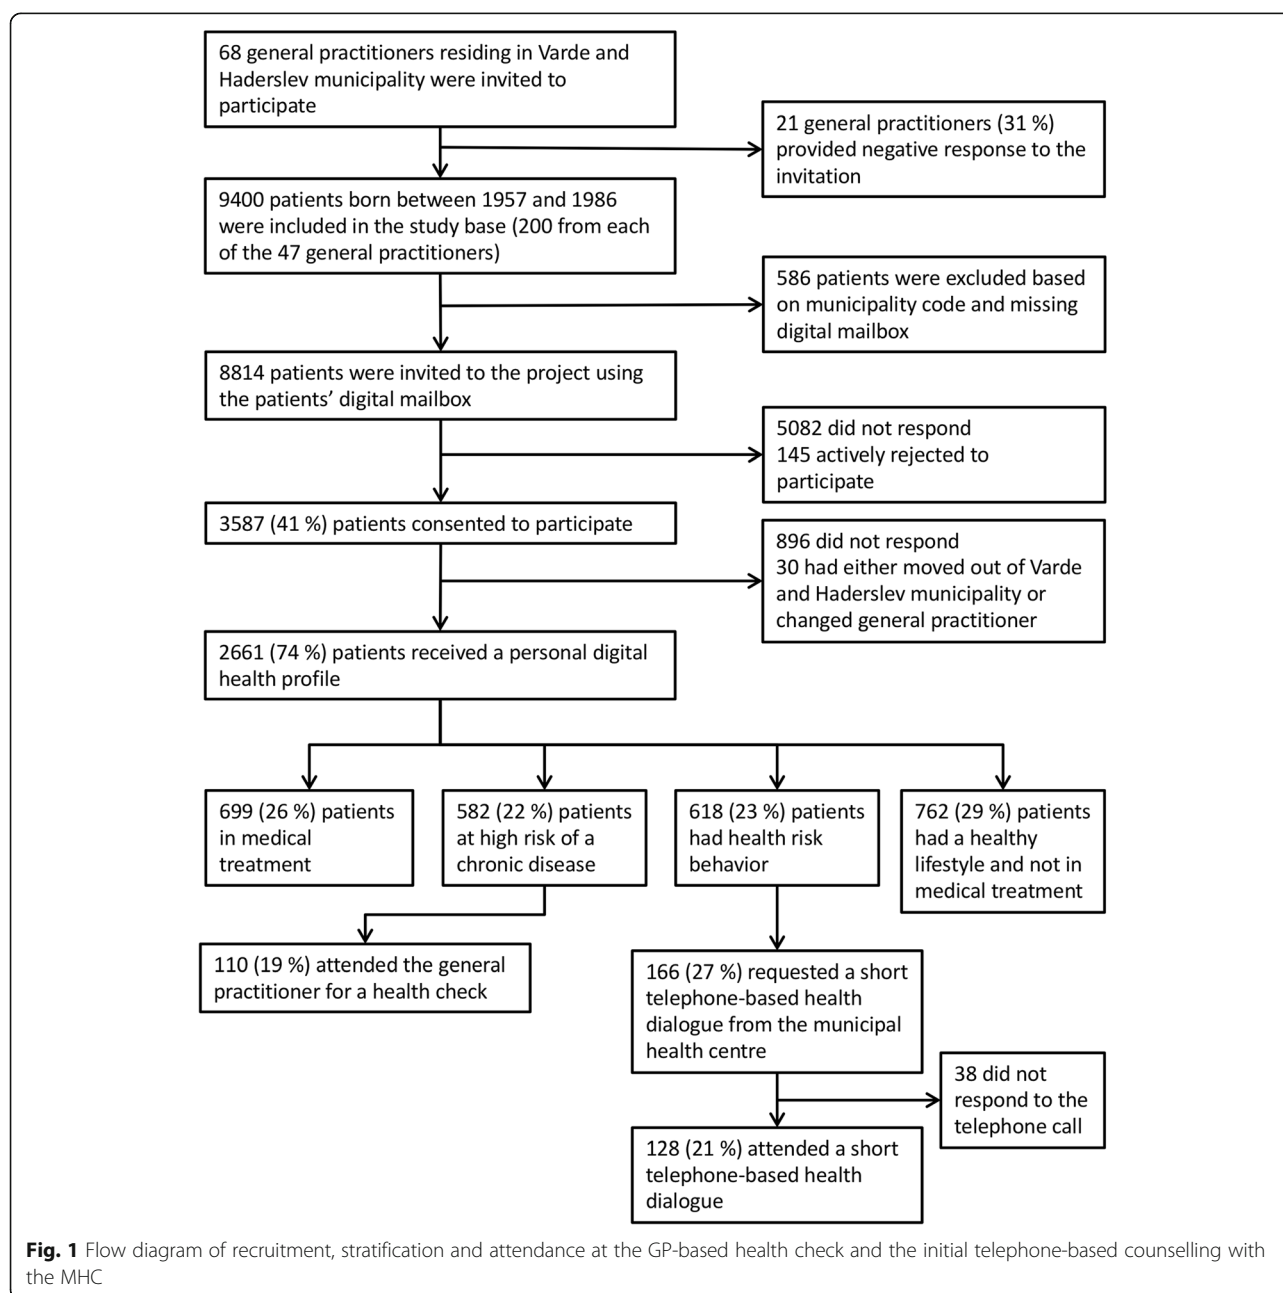 68 general practitioners residing in Varde and
Haderslev municipality were invited to
participate
21 general practitioners (31 %)
provided negative response to the
invitation
9400 patients born between 1957 and 1986
were included in the study base (200 from each
of the 47 general practitioners)
586 patients were excluded based
on municipality code and missing
digital mailbox
8814 patients were invited to the project using
the patients’ digital mailbox
5082 did not respond
145 actively rejected to
participate
3587 (41 %) patients consented to participate
896 did not respond
30 had either moved out of Varde
and Haderslev municipality or
changed general practitioner
2661 (74 %) patients received a personal digital
health profile
699 (26 %) patients
in medical
treatment
582 (22 %) patients
at high risk of a
chronic disease
618 (23 %) patients
had health risk
behavior
762 (29 %) patients
had a healthy
lifestyle and not in
medical treatment
110 (19 %) attended the general
practitioner for a health check
166 (27 %) requested a short
telephone-based health
dialogue from the municipal
health centre
38 did not
respond to the
telephone call
128 (21 %) attended a short
telephone-based health
dialogue
Fig. 1 Flow diagram of recruitment, stratification and attendance at the GP-based health check and the initial telephone-based counselling with
the MHC